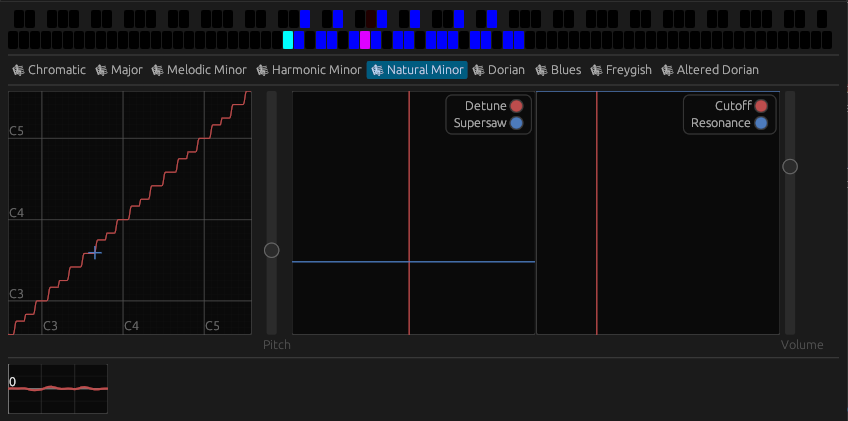 Chromatic Major Melodic Minor Harmonic Minor Natural Minor Dorian Blues Freygish Altered Dorian
C5
C4
C3
C3 C4 C5
Pitch
Detune
Supersaw
Cutoff
Resonance
Volume
0